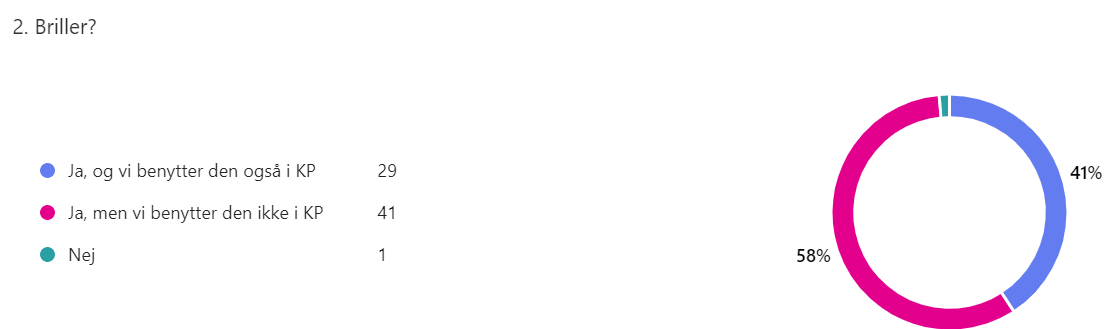 2. Briller?
Ja, og vi benytter den også i KP 29
Ja, men vi benytter den ikke i KP 41
Nej 1
41%
58%